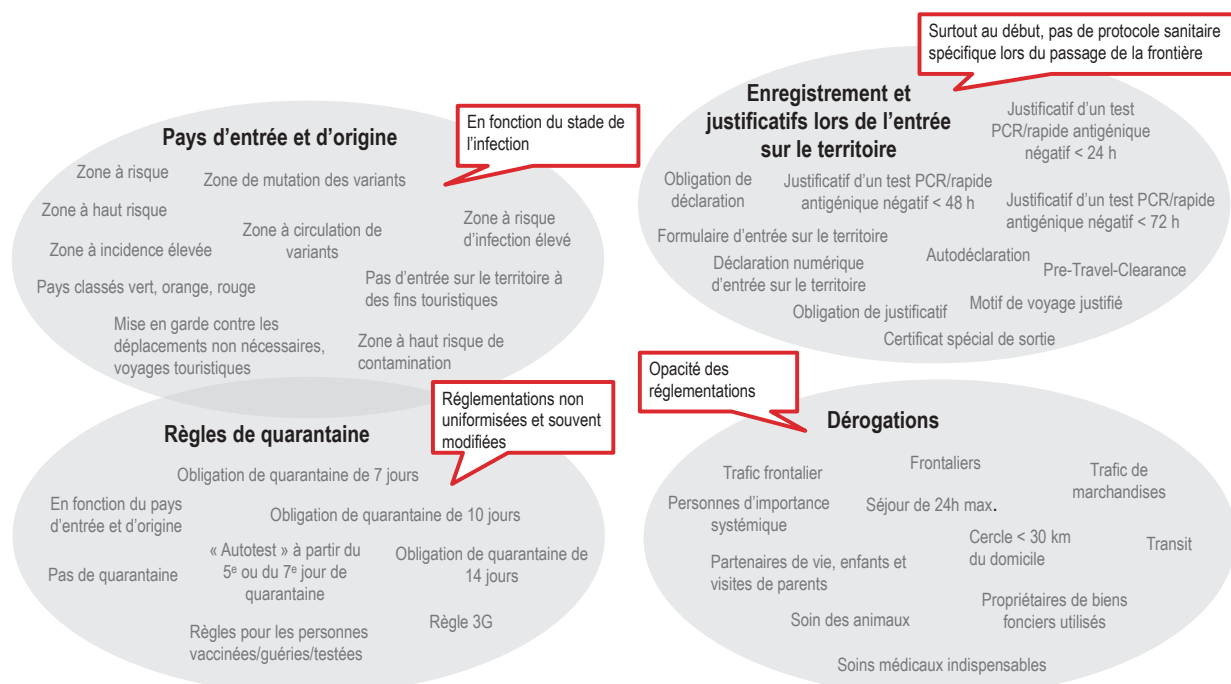 Pays d’entrée et d’origine
En fonction du stade de
l’infection
Zone à risque
Zone de mutation des variants
Zone à haut risque
Zone à circulation de
variants
Zone à risque
d’infection élevé
Zone à incidence élevée
Pays classés vert, orange, rouge
Pas d’entrée sur le territoire à
des fins touristiques
Mise en garde contre les
déplacements non nécessaires,
voyages touristiques
Zone à haut risque de
contamination
Surtout au début, pas de protocole sanitaire
spécifique lors du passage de la frontière
Enregistrement et
justificatifs lors de l’entrée
sur le territoire
Justificatif d’un test
PCR/rapide antigénique
négatif < 24 h
Obligation de
déclaration
Justificatif d’un test PCR/rapide
antigénique négatif < 48 h
Justificatif d’un test PCR/rapide
antigénique négatif < 72 h
Formulaire d’entrée sur le territoire
Déclaration numérique
d’entrée sur le territoire
Autodéclaration
Pre-Travel-Clearance
Obligation de justificatif
Motif de voyage justifié
Certificat spécial de sortie
Règles de quarantaine
Réglementations non
uniformisées et souvent
modifiées
Obligation de quarantaine de 7 jours
En fonction du pays
d’entrée et d’origine
Obligation de quarantaine de 10 jours
Pas de quarantaine
« Autotest » à partir du
5e ou du 7e jour de
quarantaine
Obligation de quarantaine de
14 jours
Règles pour les personnes
vaccinées/guéries/testées
Règle 3G
Opacité des
réglementations
Dérogations
Trafic frontalier
Frontaliers
Trafic de
marchandises
Personnes d’importance
systémique
Séjour de 24h max.
Cercle < 30 km
du domicile
Transit
Partenaires de vie, enfants et
visites de parents
Soin des animaux
Propriétaires de biens
fonciers utilisés
Soins médicaux indispensables